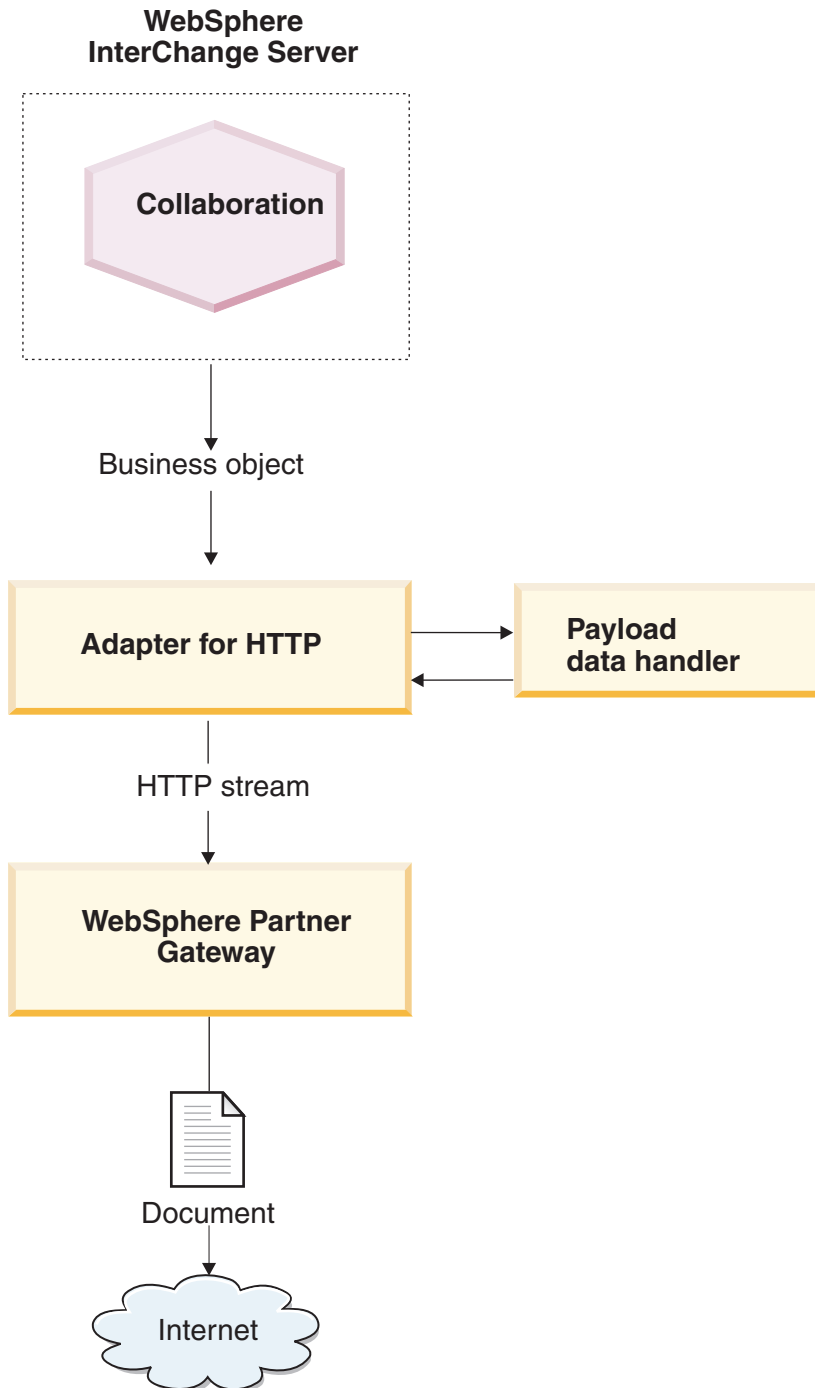 WebSphere
InterChange Server
Collaboration
Business object
Adapter for HTTP
Payload
data handler
HTTP stream
WebSphere Partner
Gateway
Document
Internet